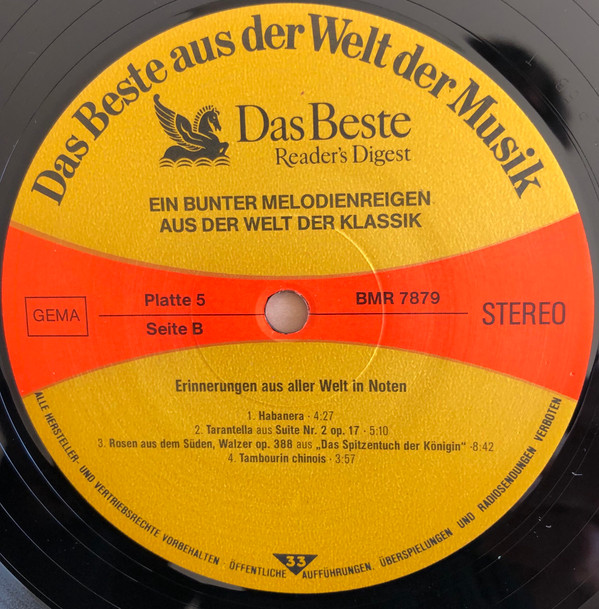 Das Beste aus der Welt der Musik
Das Beste
Reader's Digest
EIN BUNTER MELODIENREIGEN
AUS DER WELT DER KLASSIK
GEMA
Platte 5
Seite B
BMR 7879
STEREO
Erinnerungen aus aller Welt in Noten
1. Habanera · 4:27
2. Tarantella aus Suite Nr. 2 op. 17 · 5:10
3. Rosen aus dem Süden, Walzer op. 388 aus „Das Spitzentuch der Königin“ · 8:42
4. Tambourin chinois · 3:57
ALLE HERSTELLER- UND VERTRIEBSRECHTE VORBEHALTEN · ÖFFENTLICHE AUFFÜHRUNGEN, ÜBERSPIELUNGEN UND RADIOSENDUNGEN VERBOTEN
33